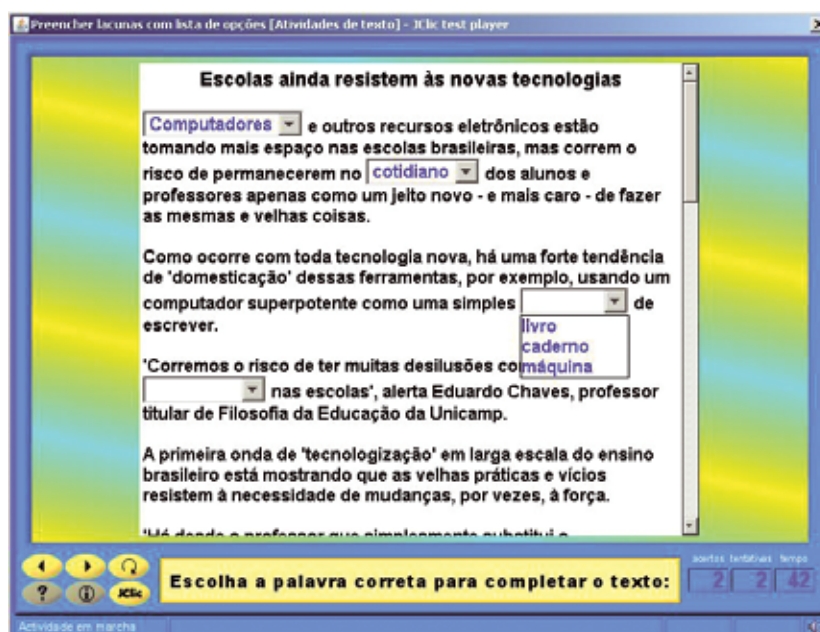 Preencher lacunas com lista de opções [Atividades de texto] - JClic test player
Escolas ainda resistem às novas tecnologias
Computadores e outros recursos eletrônicos estão
tomando mais espaço nas escolas brasileiras, mas correm o
risco de permanecerem no cotidiano dos alunos e
professores apenas como um jeito novo - e mais caro - de fazer
as mesmas e velhas coisas.
Como ocorre com toda tecnologia nova, há uma forte tendência
de 'domesticação' dessas ferramentas, por exemplo, usando um
computador superpotente como uma simples de
escrever.
livro
caderno
máquina
'Corremos o risco de ter muitas desilusões
nas escolas', alerta Eduardo Chaves, professor
titular de Filosofia da Educação da Unicamp.
A primeira onda de 'tecnologização' em larga escala do ensino
brasileiro está mostrando que as velhas práticas e vícios
resistem à necessidade de mudanças, por vezes, à força.
'Há desde o professor que simplesmente substitui o
Escolha a palavra correta para completar o texto:
acertos tentativas tempo
2 2 42
JClic
Actividade em marcha